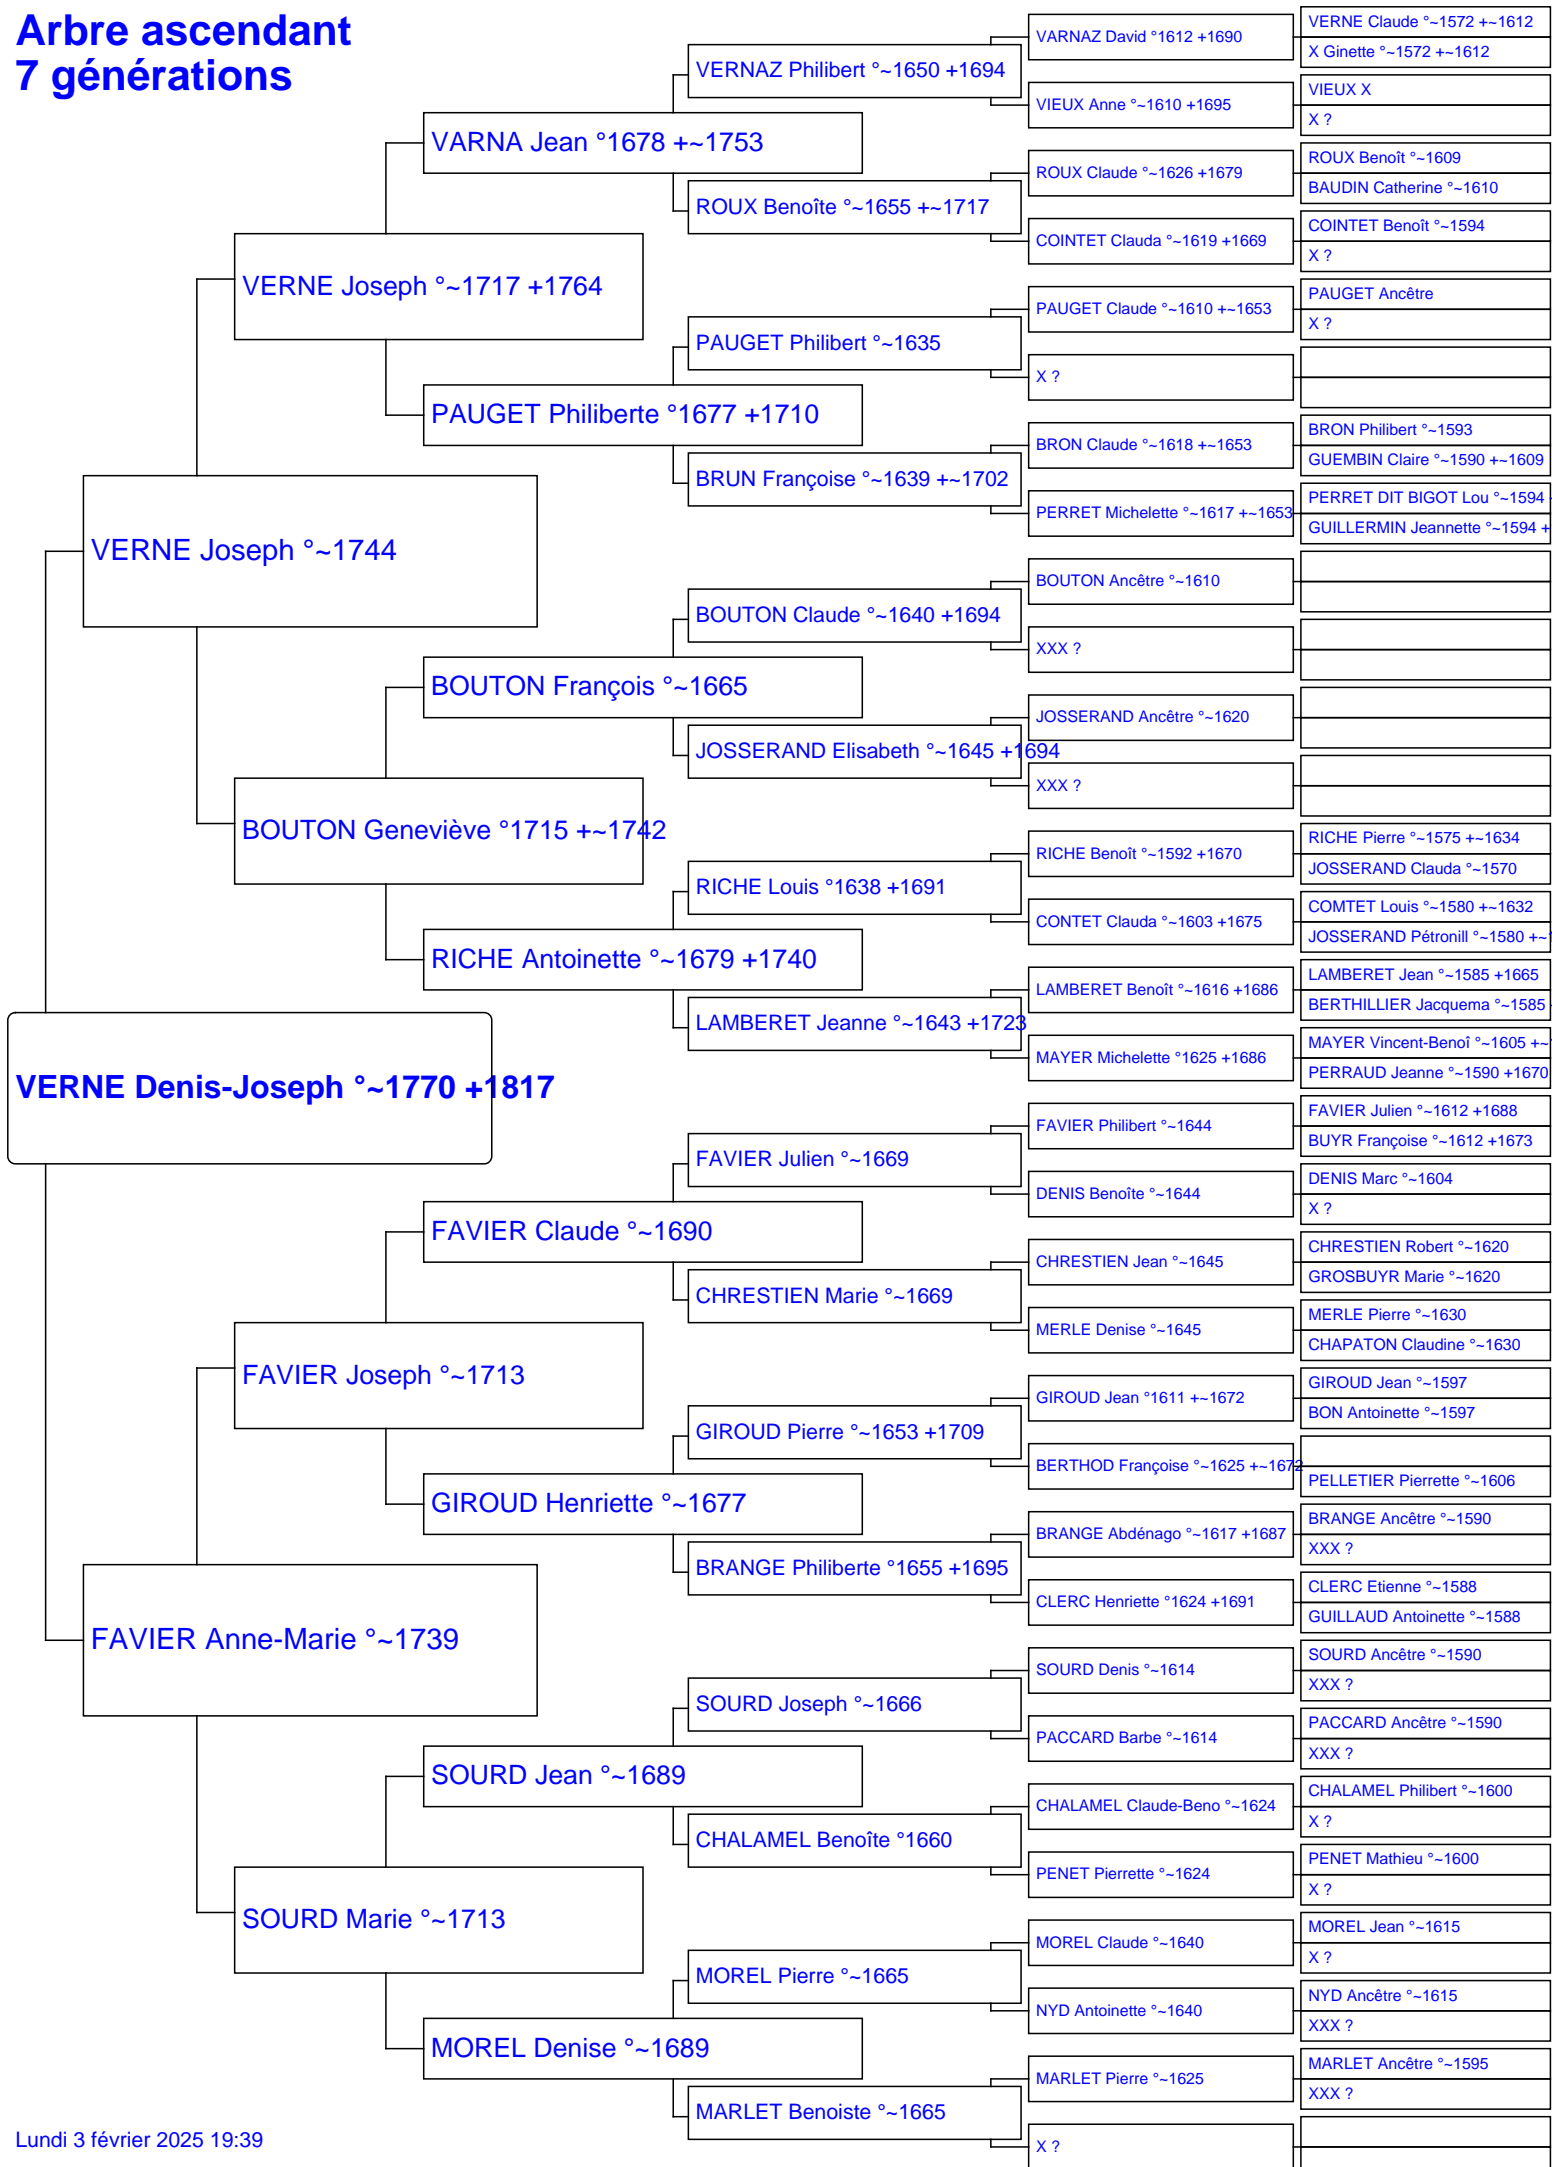 Arbre ascendant
7 générations
VERNE Denis-Joseph °~1770 +1817
VERNE Joseph °~1744
FAVIER Anne-Marie °~1739
VERNE Joseph °~1717 +1764
BOUTON Geneviève °1715 +~1742
FAVIER Joseph °~1713
SOURD Marie °~1713
VARNA Jean °1678 +~1753
PAUGET Philiberte °1677 +1710
BOUTON François °~1665
RICHE Antoinette °~1679 +1740
FAVIER Claude °~1690
GIROUD Henriette °~1677
SOURD Jean °~1689
MOREL Denise °~1689
VERNAZ Philibert °~1650 +1694
ROUX Benoîte °~1655 +~1717
PAUGET Philibert °~1635
BRUN Françoise °~1639 +~1702
BOUTON Claude °~1640 +1694
JOSSERAND Elisabeth °~1645 +1694
RICHE Louis °1638 +1691
LAMBERET Jeanne °~1643 +1723
FAVIER Julien °~1669
CHRESTIEN Marie °~1669
GIROUD Pierre °~1653 +1709
BRANGE Philiberte °1655 +1695
SOURD Joseph °~1666
CHALAMEL Benoîte °1660
MOREL Pierre °~1665
MARLET Benoiste °~1665
VARNAZ David °1612 +1690
VIEUX Anne °~1610 +1695
ROUX Claude °~1626 +1679
COINTET Clauda °~1619 +1669
PAUGET Claude °~1610 +~1653
X ?
BRON Claude °~1618 +~1653
PERRET Michelette °~1617 +~1653
BOUTON Ancêtre °~1610
XXX ?
JOSSERAND Ancêtre °~1620
XXX ?
RICHE Benoît °~1592 +1670
CONTET Clauda °~1603 +1675
LAMBERET Benoît °~1616 +1686
MAYER Michelette °1625 +1686
FAVIER Philibert °~1644
DENIS Benoîte °~1644
CHRESTIEN Jean °~1645
MERLE Denise °~1645
GIROUD Jean °1611 +~1672
BERTHOD Françoise °~1625 +~1672
BRANGE Abdénago °~1617 +1687
CLERC Henriette °1624 +1691
SOURD Denis °~1614
PACCARD Barbe °~1614
CHALAMEL Claude-Beno °~1624
PENET Pierrette °~1624
MOREL Claude °~1640
NYD Antoinette °~1640
MARLET Pierre °~1625
X ?
VERNE Claude °~1572 +~1612
X Ginette °~1572 +~1612
VIEUX X
X ?
ROUX Benoît °~1609
BAUDIN Catherine °~1610
COINTET Benoît °~1594
X ?
PAUGET Ancêtre
X ?
BRON Philibert °~1593
GUEMBIN Claire °~1590 +~1609
PERRET DIT BIGOT Lou °~1594
GUILLERMIN Jeannette °~1594 +
RICHE Pierre °~1575 +~1634
JOSSERAND Clauda °~1570
COMTET Louis °~1580 +~1632
JOSSERAND Pétronill °~1580 +~
LAMBERET Jean °~1585 +1665
BERTHILLIER Jacquema °~1585
MAYER Vincent-Benoî °~1605 +~
PERRAUD Jeanne °~1590 +1670
FAVIER Julien °~1612 +1688
BUYR Françoise °~1612 +1673
DENIS Marc °~1604
X ?
CHRESTIEN Robert °~1620
GROSBUYR Marie °~1620
MERLE Pierre °~1630
CHAPATON Claudine °~1630
GIROUD Jean °~1597
BON Antoinette °~1597
PELLETIER Pierrette °~1606
BRANGE Ancêtre °~1590
XXX ?
CLERC Etienne °~1588
GUILLAUD Antoinette °~1588
SOURD Ancêtre °~1590
XXX ?
PACCARD Ancêtre °~1590
XXX ?
CHALAMEL Philibert °~1600
X ?
PENET Mathieu °~1600
X ?
MOREL Jean °~1615
X ?
NYD Ancêtre °~1615
XXX ?
MARLET Ancêtre °~1595
XXX ?
Lundi 3 février 2025 19:39